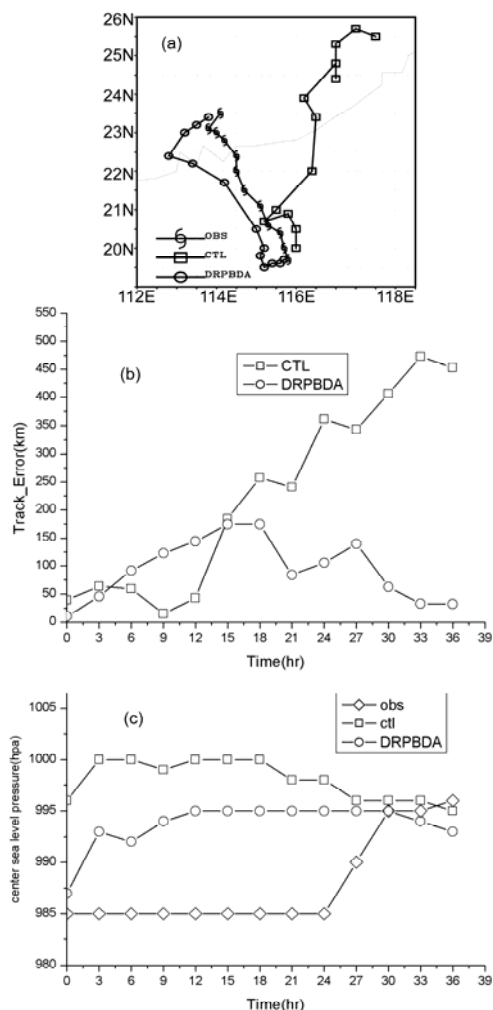 (a)
26N
25N
24N
23N
22N
21N
20N
OBS
CTL
DRPBDA
112E 114E 116E 118E
(b)
CTL
DRPBDA
Track_Error(km)
500
450
400
350
300
250
200
150
100
50
0
0 3 6 9 12 15 18 21 24 27 30 33 36 39
Time(hr)
(c)
obs
ctl
DRPBDA
center sea level pressure(hpa)
1005
1000
995
990
985
980
0 3 6 9 12 15 18 21 24 27 30 33 36 39
Time(hr)